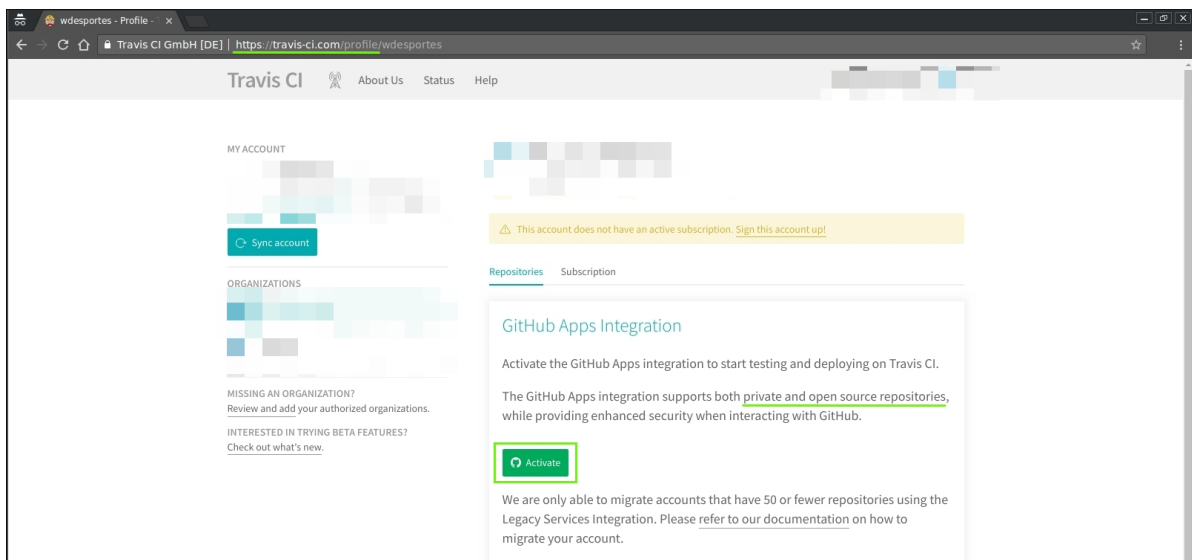 wdesportes - Profile - T
Travis CI GmbH [DE] | https://travis-ci.com/profile/wdesportes
Travis CI About Us Status Help
MY ACCOUNT
Sync account
ORGANIZATIONS
MISSING AN ORGANIZATION?
Review and add your authorized organizations.
INTERESTED IN TRYING BETA FEATURES?
Check out what's new.
This account does not have an active subscription. Sign this account up!
Repositories Subscription
GitHub Apps Integration
Activate the GitHub Apps integration to start testing and deploying on Travis CI.
The GitHub Apps integration supports both private and open source repositories,
while providing enhanced security when interacting with GitHub.
Activate
We are only able to migrate accounts that have 50 or fewer repositories using the
Legacy Services Integration. Please refer to our documentation on how to
migrate your account.